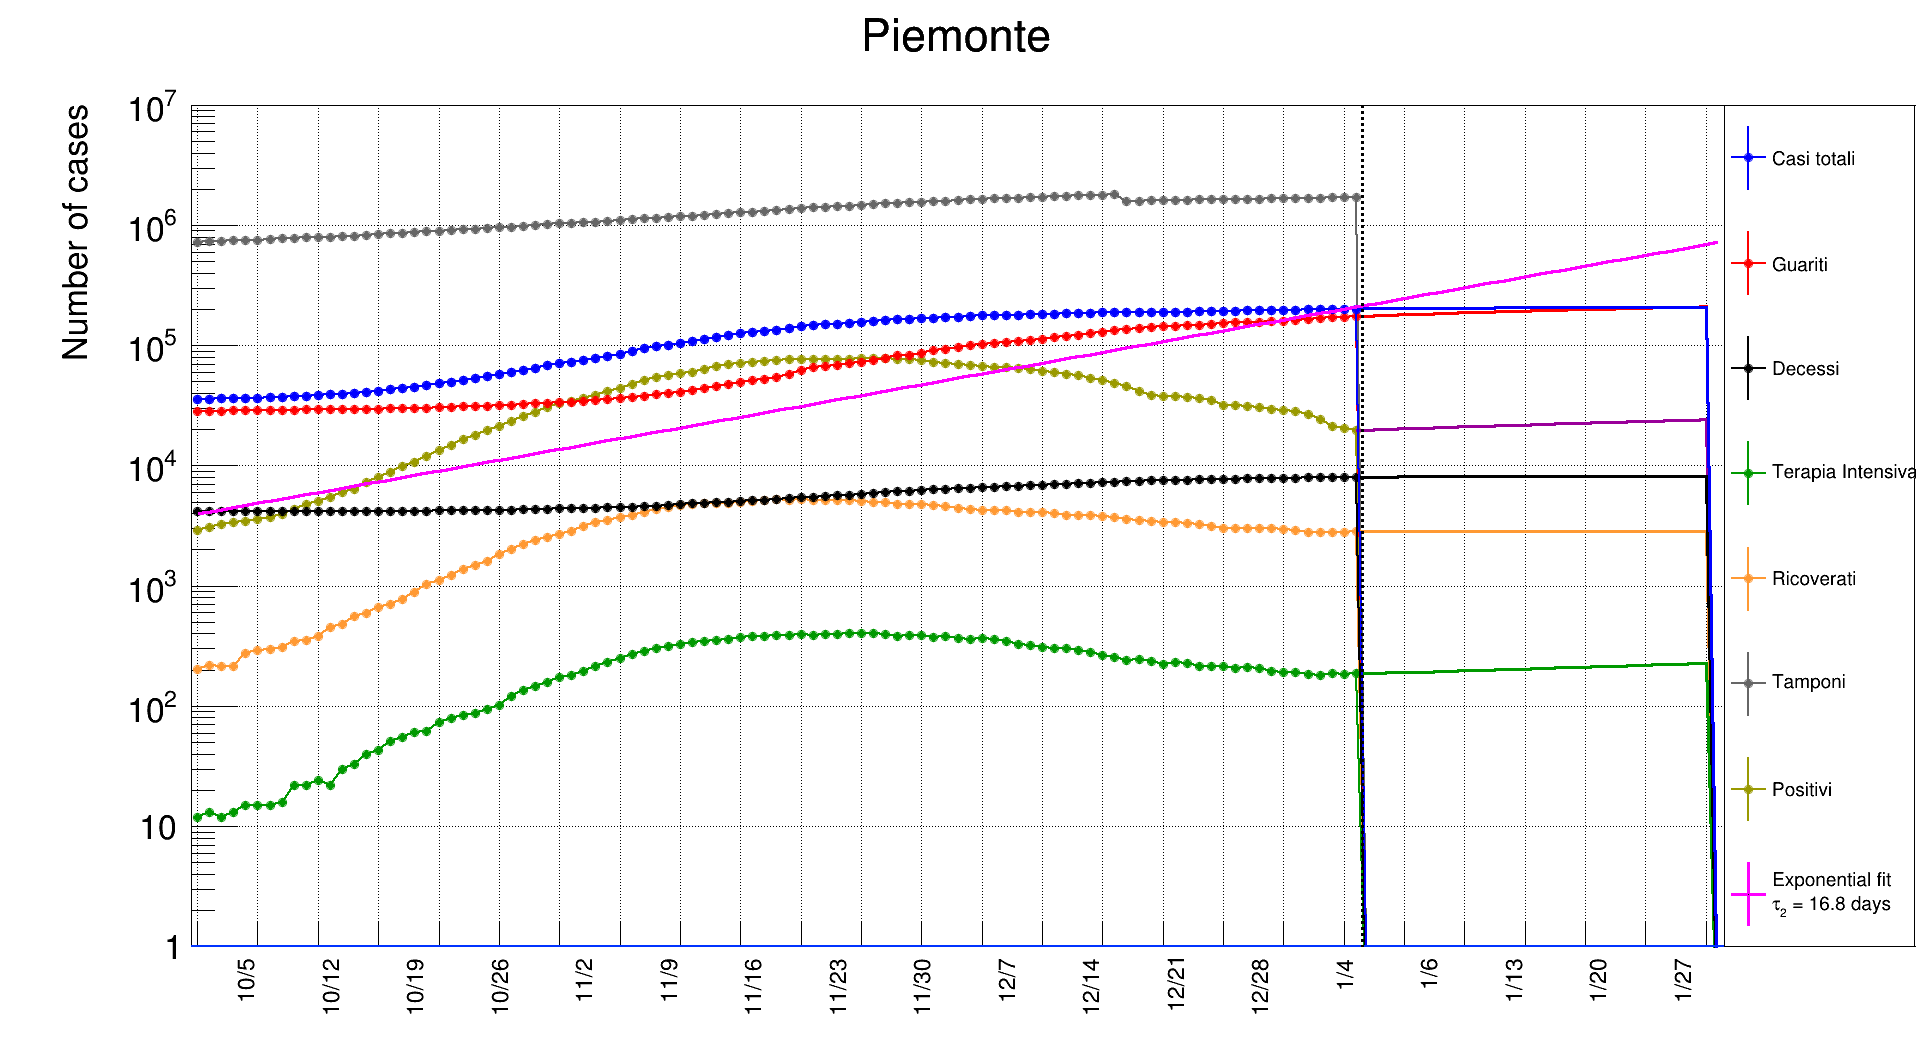 Piemonte
Number of cases
10^7
10^6
10^5
10^4
10^3
10^2
10
1
10/5
10/12
10/19
10/26
11/2
11/9
11/16
11/23
11/30
12/7
12/14
12/21
12/28
1/4
1/6
1/13
1/20
1/27
Casi totali
Guariti
Decessi
Terapia Intensiva
Ricoverati
Tamponi
Positivi
Exponential fit
τ₂ = 16.8 days